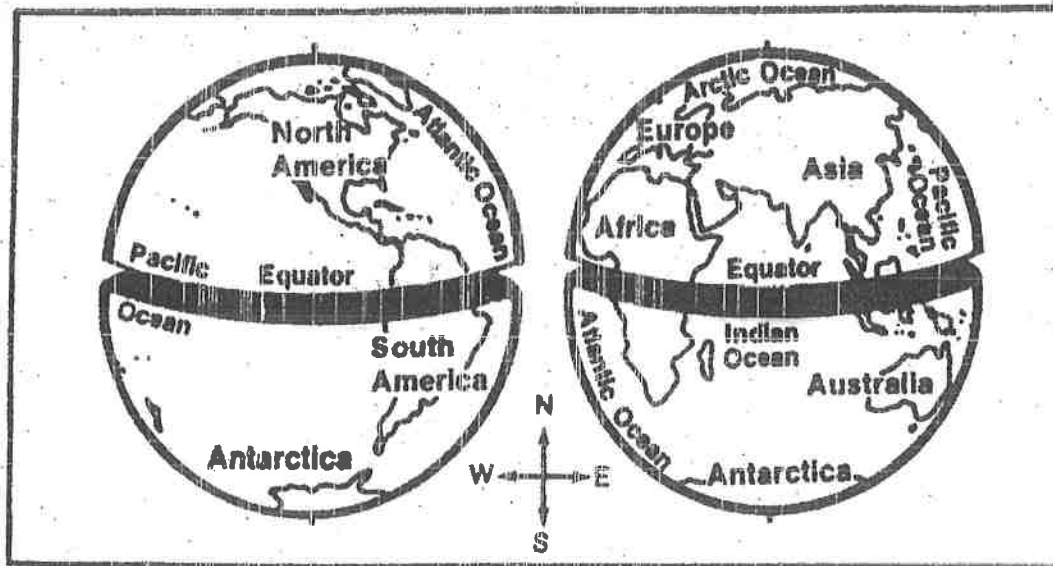 North
America
Atlantic Ocean
Pacific
Equator
Ocean
South
America
Antarctica
Arctic Ocean
Europe
Asia
Pacific
Ocean
Africa
Equator
Indian
Ocean
Atlantic Ocean
Australia
Antarctica
N
W E
S